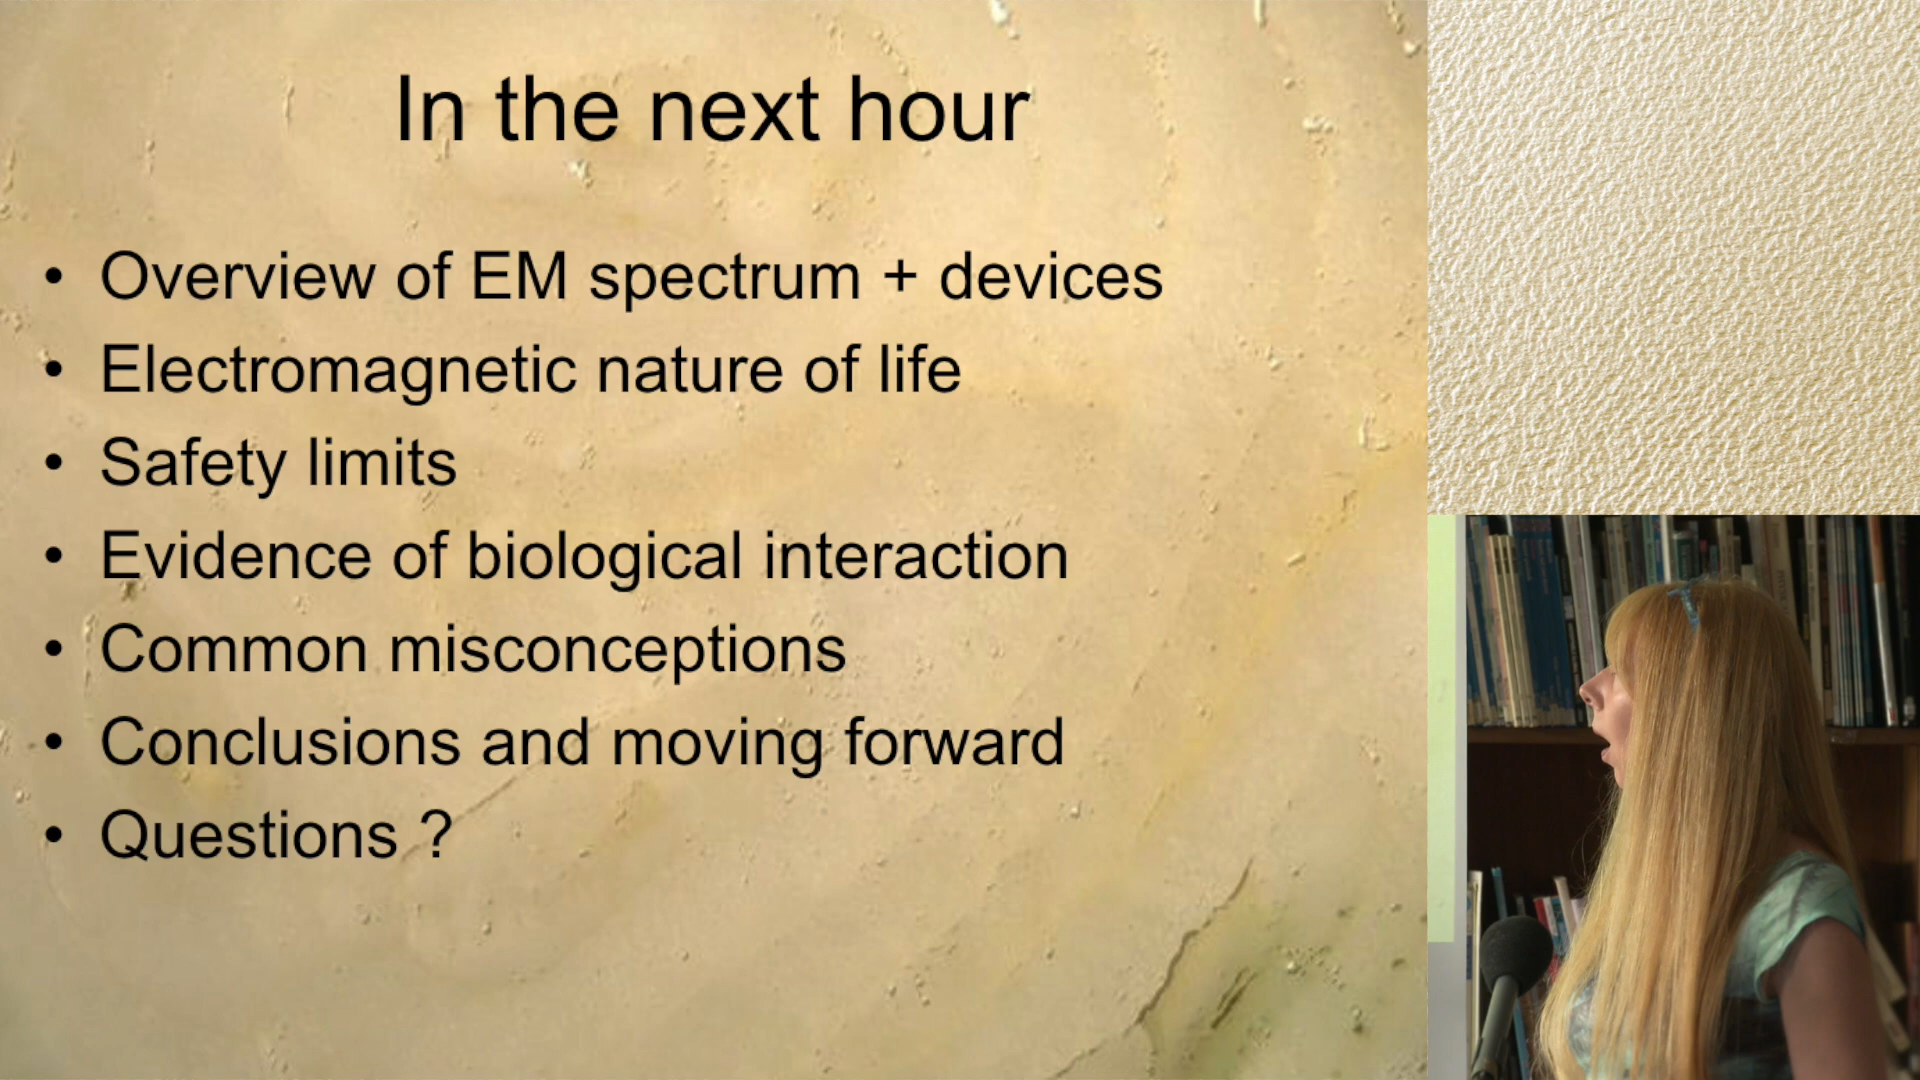 In the next hour
• Overview of EM spectrum + devices
• Electromagnetic nature of life
• Safety limits
• Evidence of biological interaction
• Common misconceptions
• Conclusions and moving forward
• Questions ?